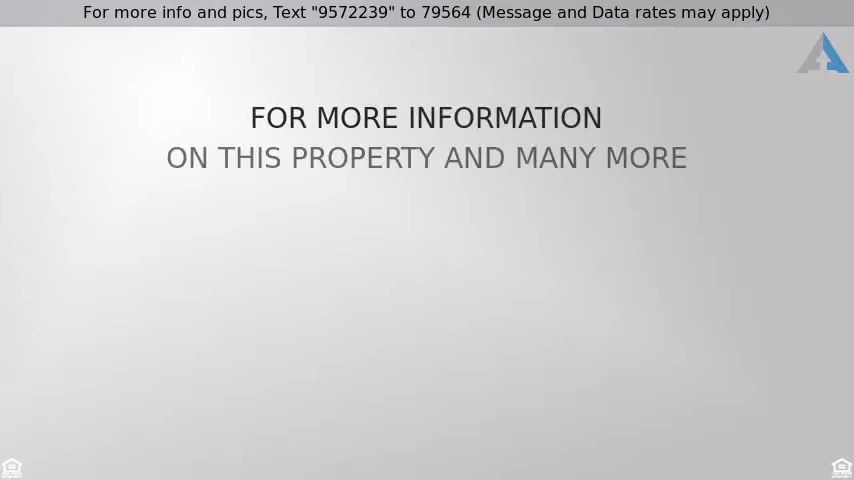 For more info and pics, Text "9572239" to 79564 (Message and Data rates may apply)
FOR MORE INFORMATION
ON THIS PROPERTY AND MANY MORE